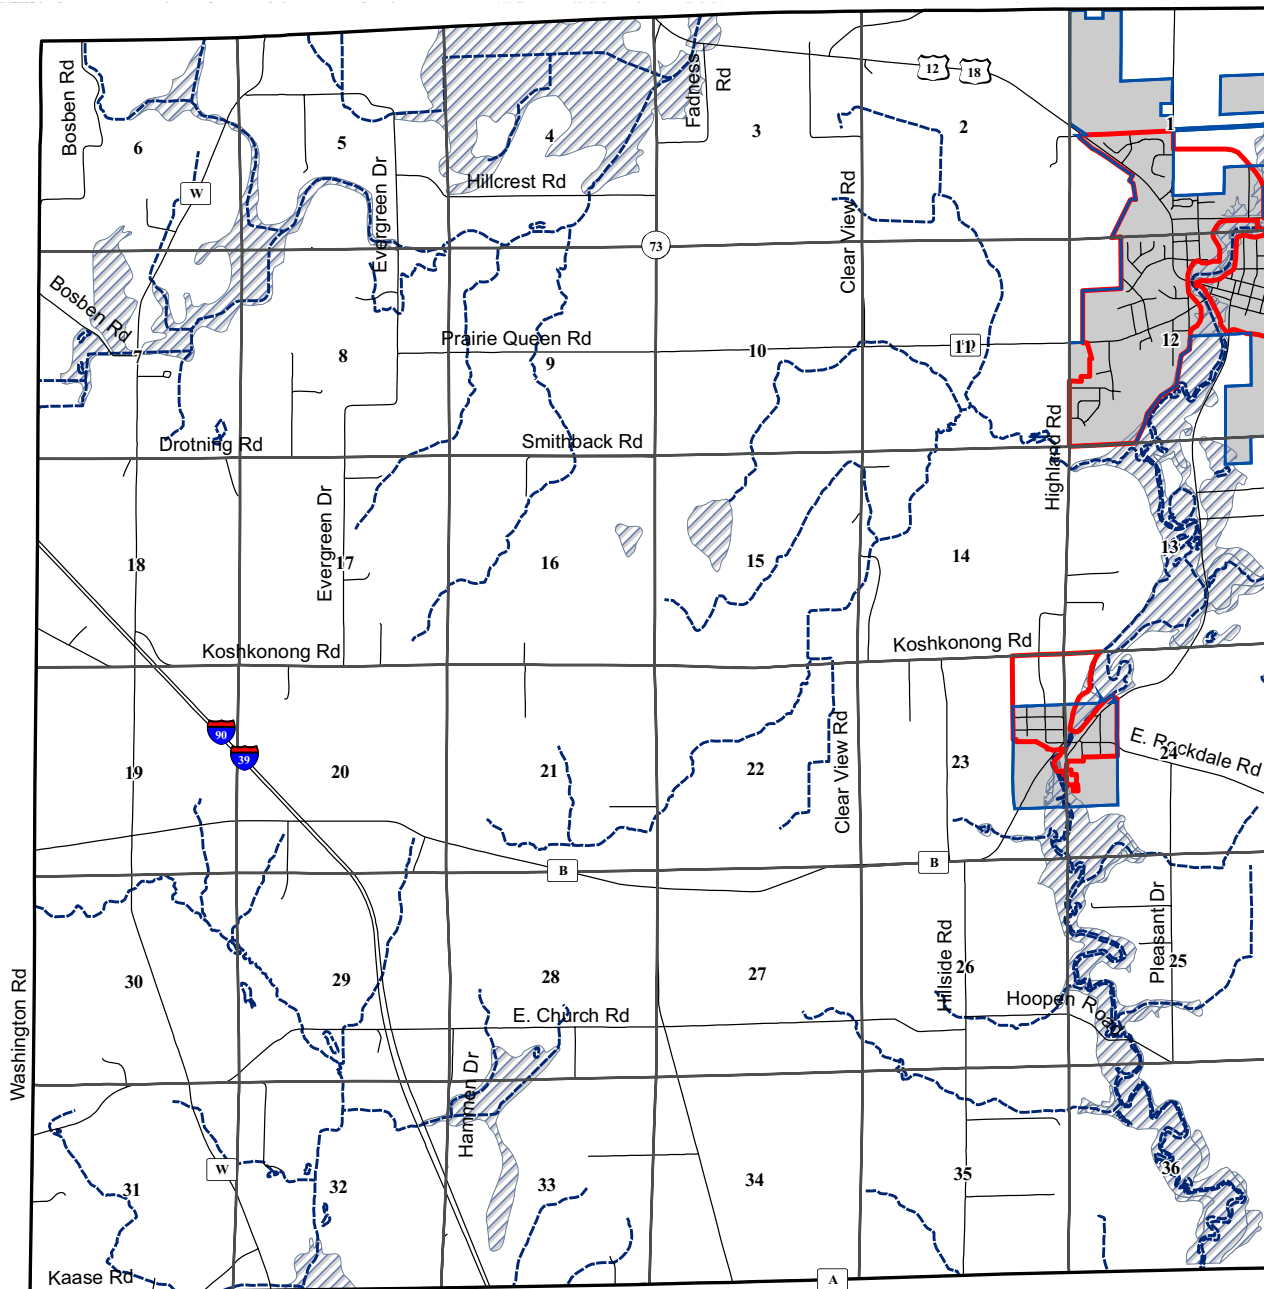 Bosben Rd
Fadness
Rd
12
18
1
6
5
4
3
2
W
Evergreen Dr
Hillcrest Rd
Clear View Rd
73
Bosben Rd
7
8
Prairie Queen Rd
9
10
11
12
Drotning Rd
Smithback Rd
Highland Rd
Evergreen Dr
18
17
16
15
14
13
Koshkonong Rd
Koshkonong Rd
90
39
19
20
21
22
Clear View Rd
23
24
E. Rockdale Rd
B
B
Washington Rd
30
29
28
27
Hillside Rd
26
Pleasant Dr
25
E. Church Rd
Hoopen Road
Hammen Dr
W
31
32
33
34
35
36
Kaase Rd
A